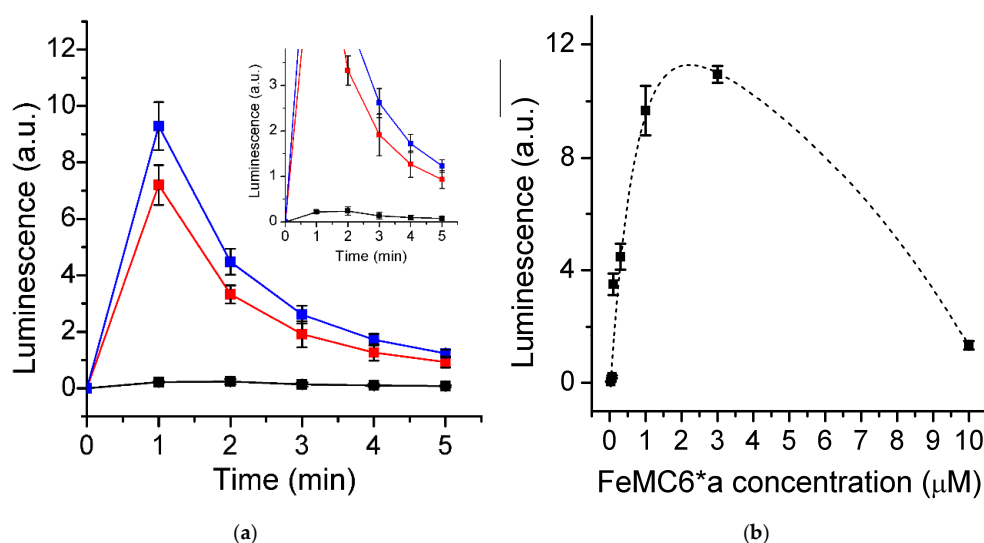 12
10
8
6
4
2
0
Luminescence (a.u.)
0 1 2 3 4 5
Time (min)
3
2
1
0
Luminescence (a.u.)
0 1 2 3 4 5
Time (min)
(a)
12
8
4
0
Luminescence (a.u.)
0 1 2 3 4 5 6 7 8 9 10
FeMC6*a concentration (μM)
(b)